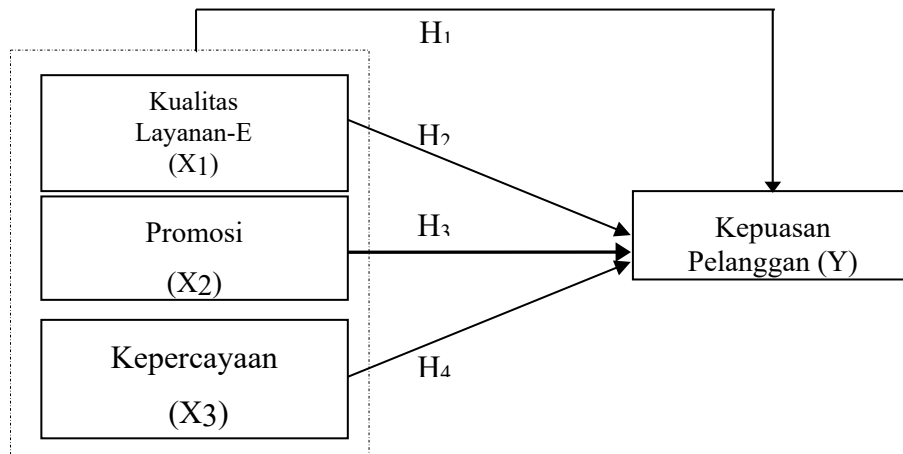 H1
Kualitas
Layanan-E
(X1)
H2
Promosi
(X2)
H3
Kepuasan
Pelanggan (Y)
Kepercayaan
(X3)
H4